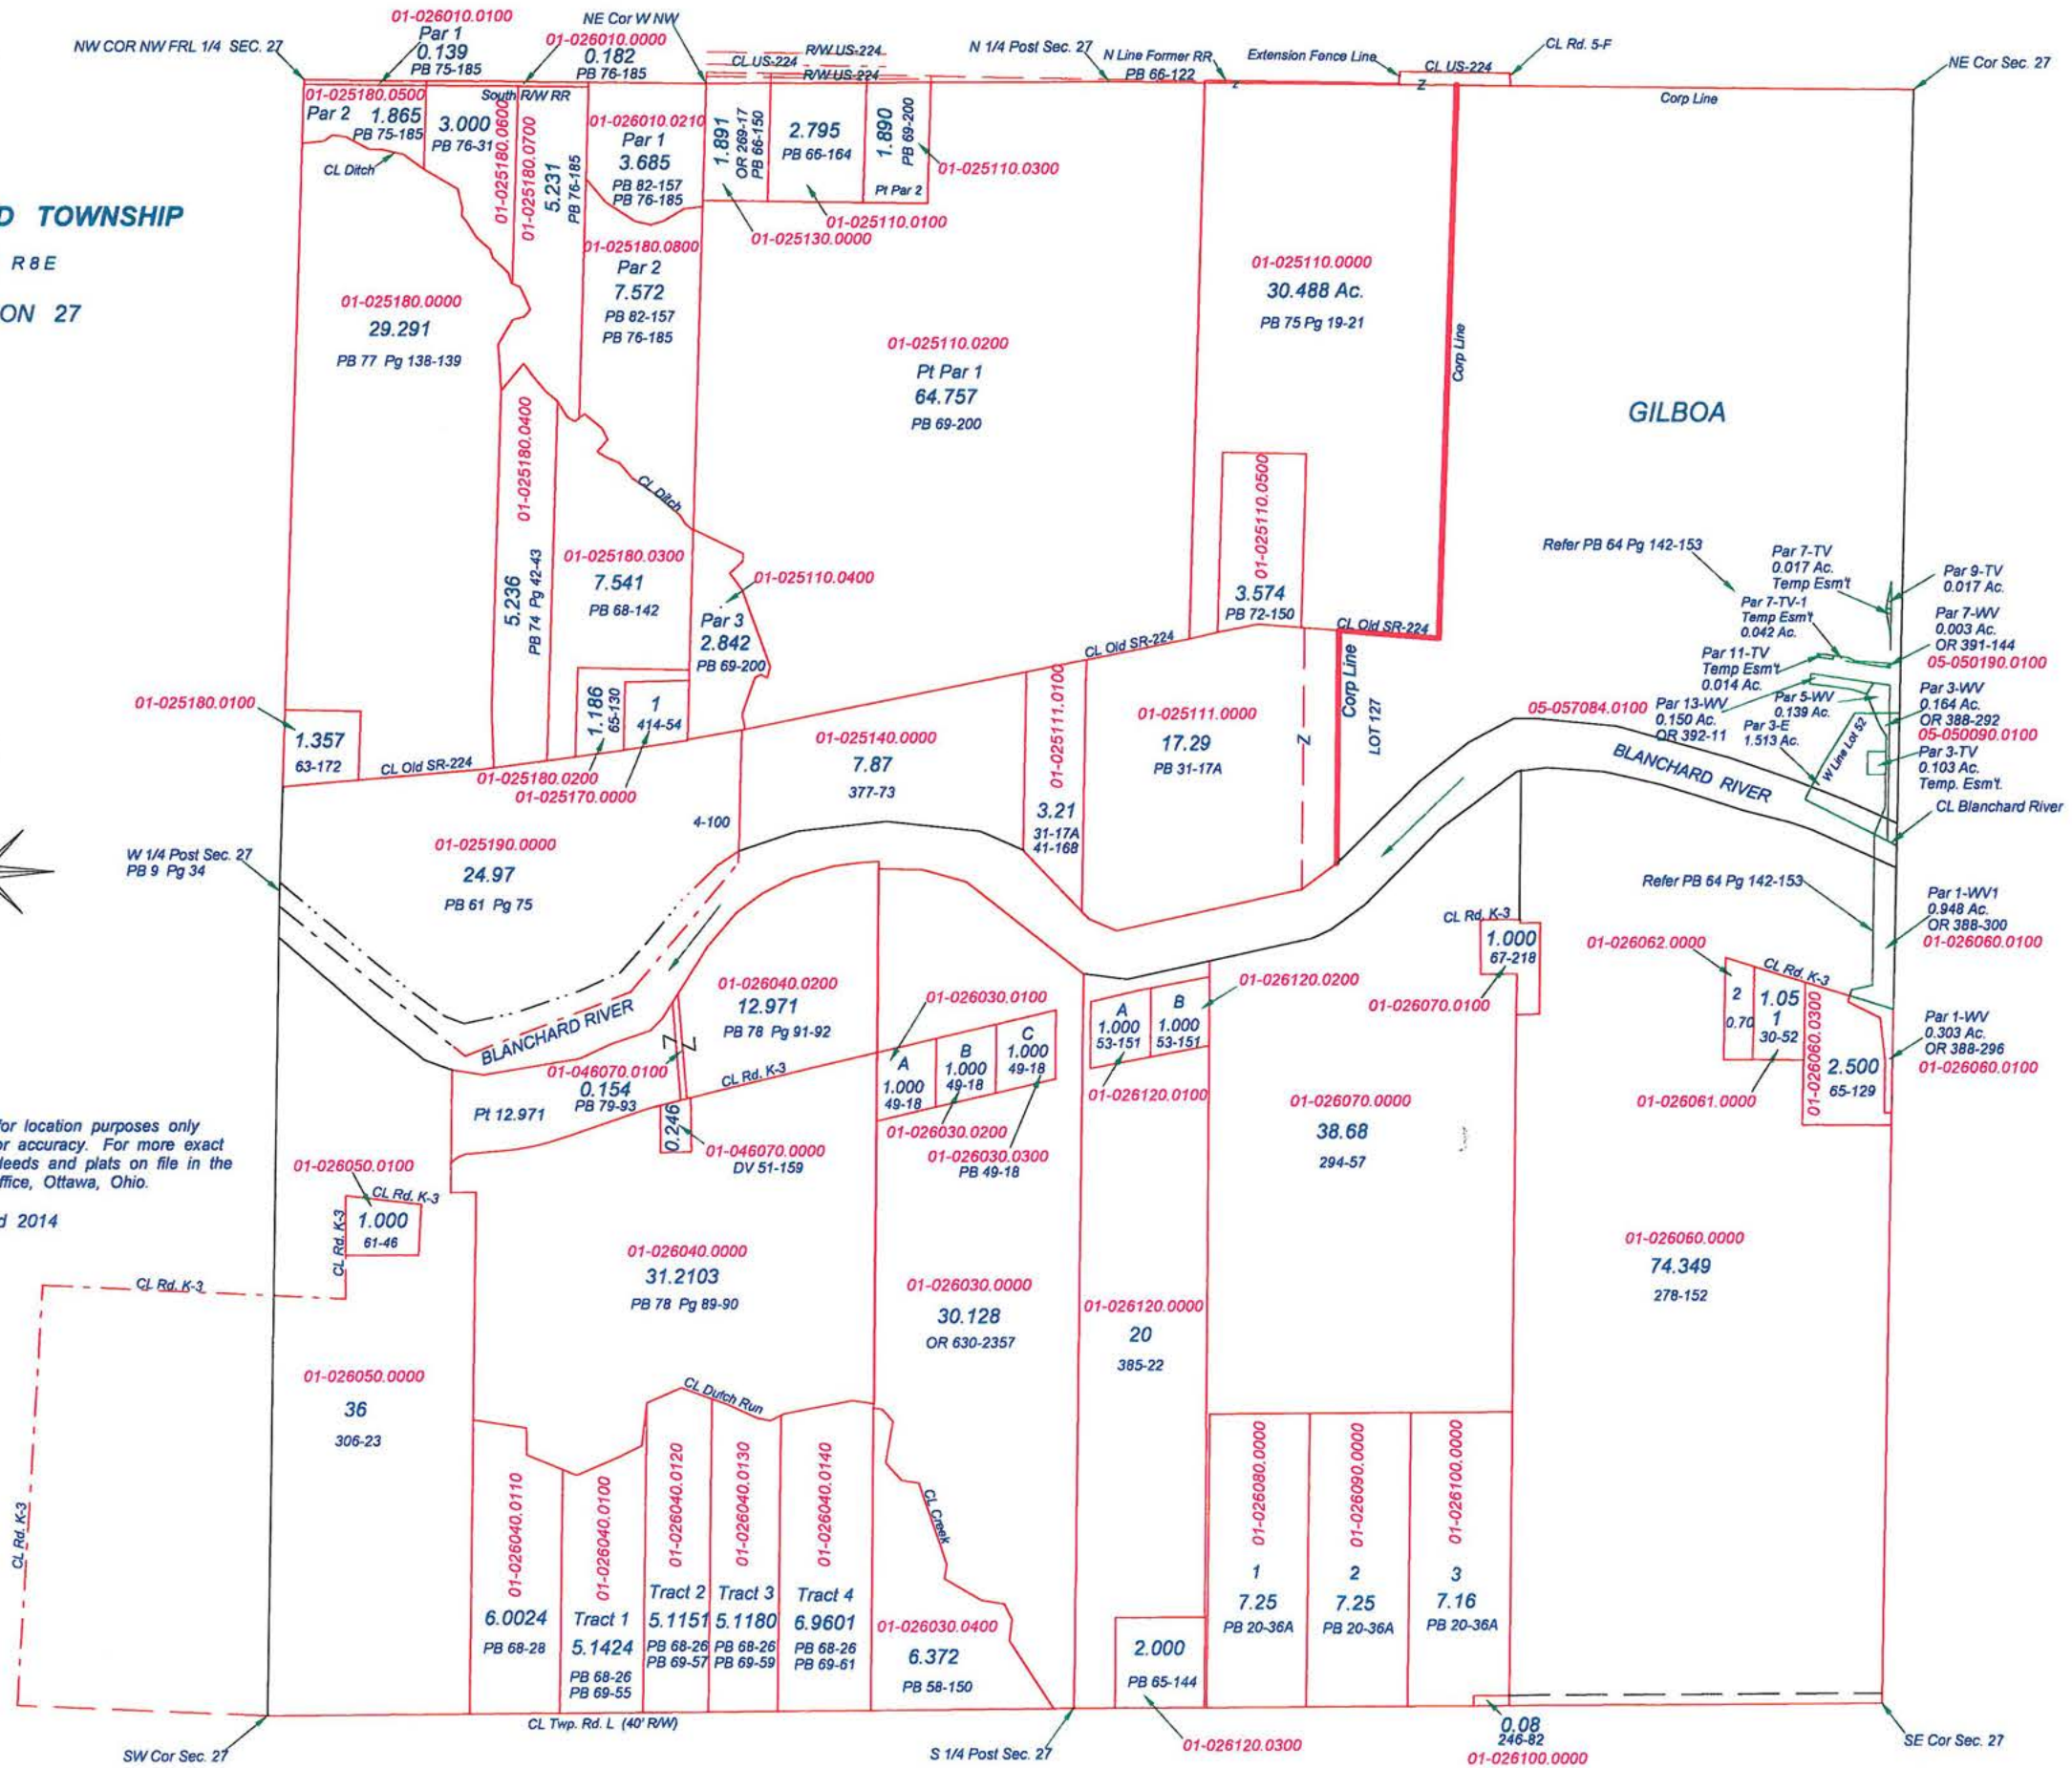 01-026010.0100
Par 1
0.139
PB 75-185
NW COR NW FRL 1/4 SEC. 27
NE Cor W NW
01-026010.0000
0.182
PB 76-185
R/W US-224
CL US-224
R/W US-224
N 1/4 Post Sec. 27
N Line Former RR
PB 66-122
Extension Fence Line
CL US-224
CL Rd. 5-F
NE Cor Sec. 27
Corp Line
Z
Z
South R/W RR
01-025180.0500
Par 2 1.865
PB 75-185
CL Ditch
3.000
PB 76-31
01-025180.0600
01-025180.0700
5.231
PB 76-185
01-026010.0210
Par 1
3.685
PB 82-157
PB 76-185
1.891
OR 269-17
PB 66-150
2.795
PB 66-164
1.890
PB 69-200
Pt Par 2
01-025110.0300
01-025110.0100
01-025130.0000
D TOWNSHIP
R 8 E
ON 27
01-025180.0000
29.291
PB 77 Pg 138-139
01-025180.0800
Par 2
7.572
PB 82-157
PB 76-185
01-025110.0200
Pt Par 1
64.757
PB 69-200
01-025110.0000
30.488 Ac.
PB 75 Pg 19-21
Corp Line
GILBOA
01-025180.0400
5.236
PB 74 Pg 42-43
CL Ditch
01-025180.0300
7.541
PB 68-142
01-025110.0400
Par 3
2.842
PB 69-200
01-025110.0500
3.574
PB 72-150
CL Old SR-224
CL Old SR-224
Refer PB 64 Pg 142-153
Par 7-TV
0.017 Ac.
Temp Esm't
Par 9-TV
0.017 Ac.
Par 7-TV-1
Temp Esm't
0.042 Ac.
Par 7-WV
0.003 Ac.
OR 391-144
05-050190.0100
Par 11-TV
Temp Esm't
0.014 Ac.
Par 13-WV
0.150 Ac.
OR 392-11
Par 5-WV
0.139 Ac.
Par 3-E
1.513 Ac.
W Line Lot 52
Par 3-WV
0.164 Ac.
OR 388-292
05-050090.0100
Par 3-TV
0.103 Ac.
Temp. Esm't.
CL Blanchard River
05-057084.0100
BLANCHARD RIVER
01-025180.0100
1.357
63-172
CL Old SR-224
1.186
65-130
1
414-54
01-025180.0200
01-025170.0000
4-100
01-025140.0000
7.87
377-73
01-025111.0100
3.21
31-17A
41-168
01-025111.0000
17.29
PB 31-17A
Z
Corp Line
LOT 127
W 1/4 Post Sec. 27
PB 9 Pg 34
01-025190.0000
24.97
PB 61 Pg 75
BLANCHARD RIVER
01-026040.0200
12.971
PB 78 Pg 91-92
Z
Z
01-046070.0100
0.154
PB 79-93
Pt 12.971
CL Rd. K-3
0.246
01-046070.0000
DV 51-159
01-026030.0100
A
1.000
49-18
B
1.000
49-18
C
1.000
49-18
01-026030.0200
01-026030.0300
PB 49-18
A
1.000
53-151
B
1.000
53-151
01-026120.0200
01-026120.0100
CL Rd. K-3
1.000
67-218
01-026070.0100
01-026070.0000
38.68
294-57
Refer PB 64 Pg 142-153
01-026062.0000
CL Rd. K-3
2
0.70
1.05
1
30-52
01-026061.0000
01-026060.0300
2.500
65-129
Par 1-WV1
0.948 Ac.
OR 388-300
01-026060.0100
Par 1-WV
0.303 Ac.
OR 388-296
01-026060.0100
for location purposes only
or accuracy. For more exact
deeds and plats on file in the
ffice, Ottawa, Ohio.
d 2014
01-026050.0100
CL Rd. K-3
1.000
61-46
CL Rd. K-3
CL Rd. K-3
CL Rd. K-3
01-026050.0000
36
306-23
01-026040.0000
31.2103
PB 78 Pg 89-90
01-026030.0000
30.128
OR 630-2357
01-026120.0000
20
385-22
01-026060.0000
74.349
278-152
CL Dutch Run
CL Creek
01-026040.0110
6.0024
PB 68-28
01-026040.0100
Tract 1
5.1424
PB 68-26
PB 69-55
01-026040.0120
Tract 2
5.1151
PB 68-26
PB 69-57
01-026040.0130
Tract 3
5.1180
PB 68-26
PB 69-59
01-026040.0140
Tract 4
6.9601
PB 68-26
PB 69-61
01-026030.0400
6.372
PB 58-150
2.000
PB 65-144
01-026080.0000
1
7.25
PB 20-36A
01-026090.0000
2
7.25
PB 20-36A
01-026100.0000
3
7.16
PB 20-36A
SW Cor Sec. 27
CL Twp. Rd. L (40' R/W)
S 1/4 Post Sec. 27
01-026120.0300
0.08
246-82
01-026100.0000
SE Cor Sec. 27